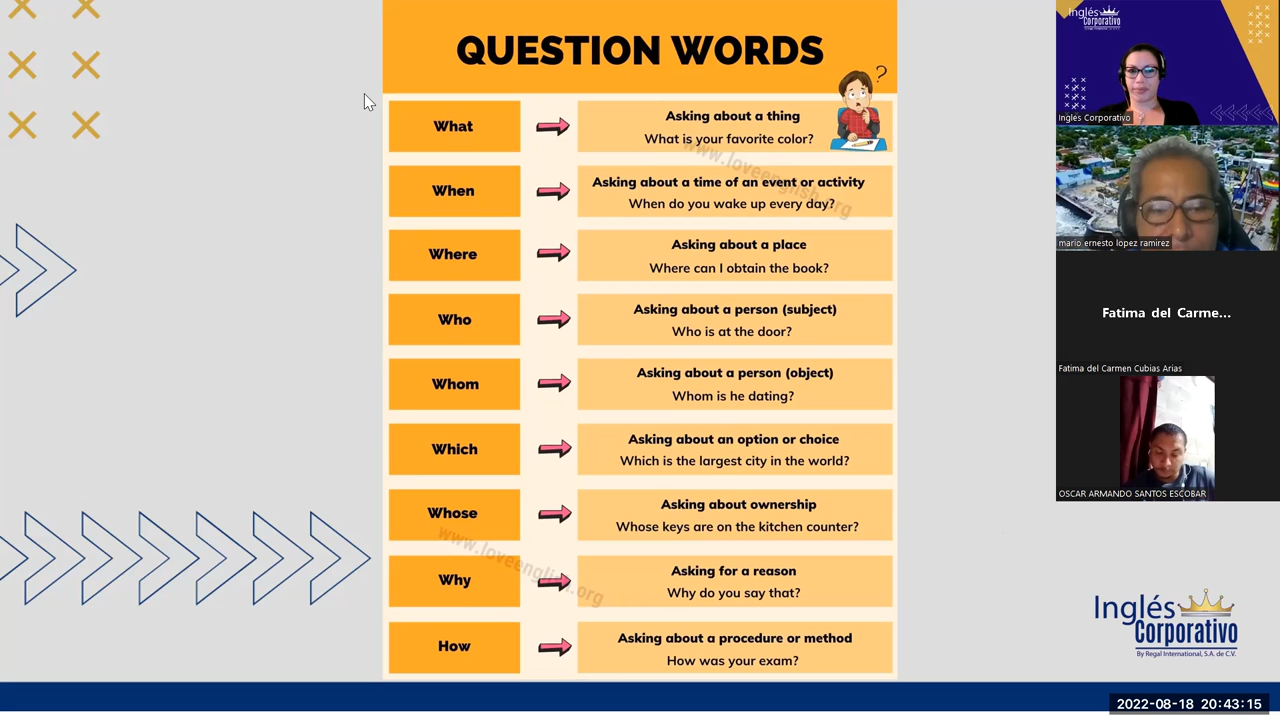 QUESTION WORDS
?
What
Asking about a thing
What is your favorite color?
When
Asking about a time of an event or activity
When do you wake up every day?
Where
Asking about a place
Where can I obtain the book?
Who
Asking about a person (subject)
Who is at the door?
Whom
Asking about a person (object)
Whom is he dating?
Which
Asking about an option or choice
Which is the largest city in the world?
Whose
Asking about ownership
Whose keys are on the kitchen counter?
Why
Asking for a reason
Why do you say that?
How
Asking about a procedure or method
How was your exam?
www.loveenglish.org
www.loveenglish.org
Inglés
Corporativo
Inglés Corporativo
mario ernesto lopez ramirez
Fatima del Carme...
Fatima del Carmen Cubias Arias
OSCAR ARMANDO SANTOS ESCOBAR
Inglés
Corporativo
By Regal International, S.A. de C.V.
2022-08-18 20:43:15